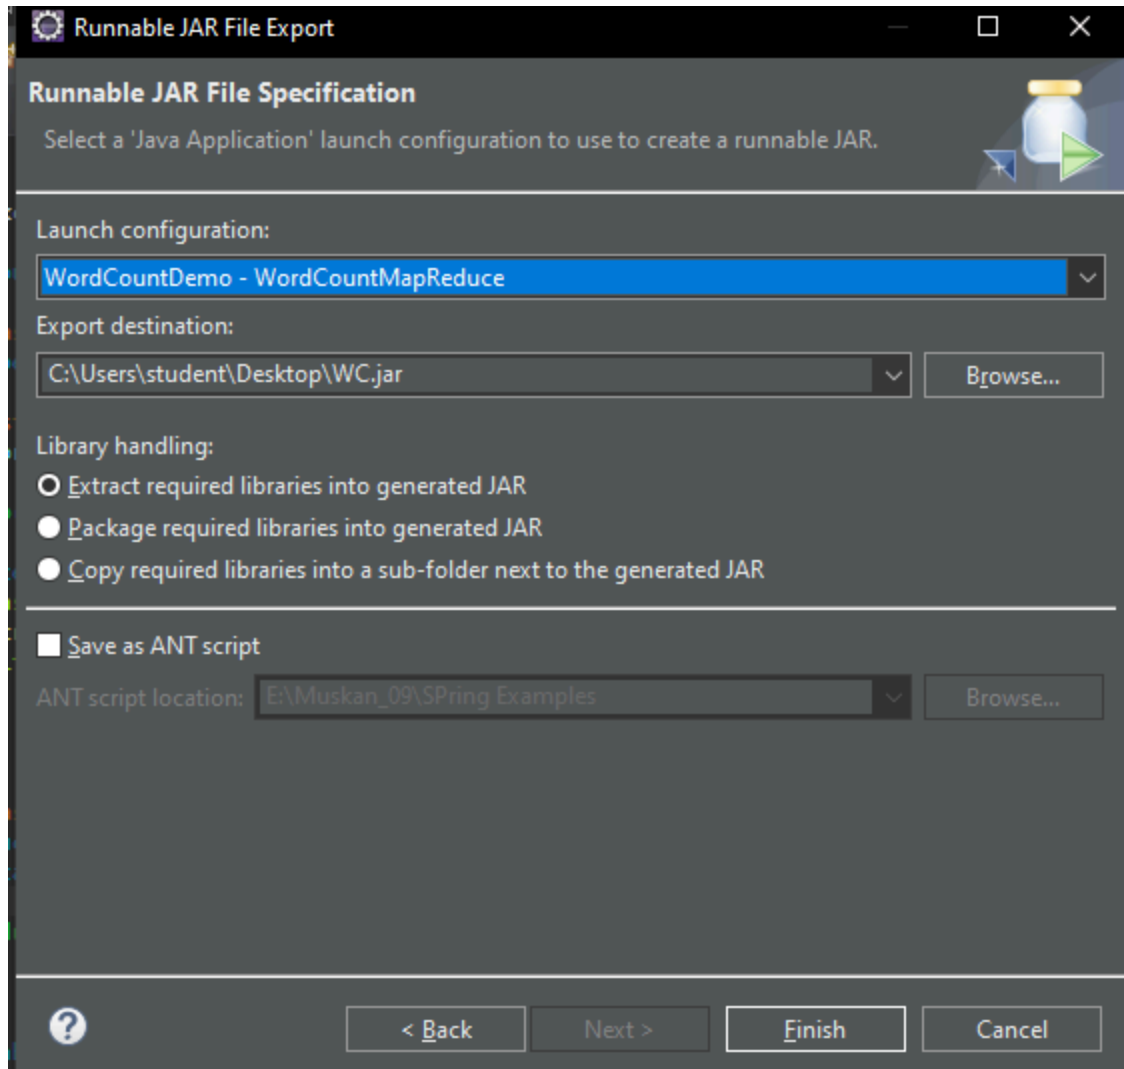 Runnable JAR File Export
Runnable JAR File Specification
Select a 'Java Application' launch configuration to use to create a runnable JAR.
Launch configuration:
WordCountDemo - WordCountMapReduce
Export destination:
C:\Users\student\Desktop\WC.jar
Browse...
Library handling:
Extract required libraries into generated JAR
Package required libraries into generated JAR
Copy required libraries into a sub-folder next to the generated JAR
Save as ANT script
ANT script location: E:\Muskan_09\SPring Examples Browse...
? < Back Next > Finish Cancel